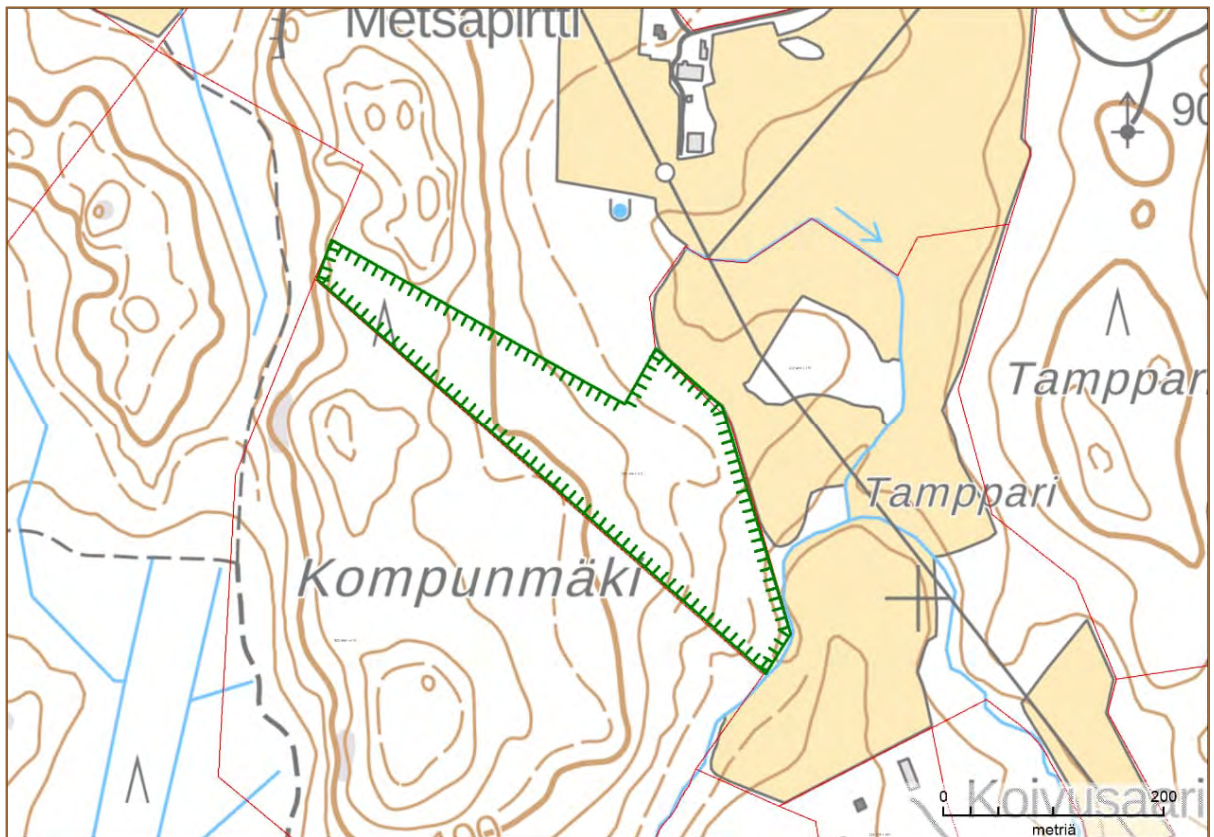 Metsäpirtti
90
Tamppari
Tamppari
Kompunmäki
Koivusaari
0 200
metriä
100